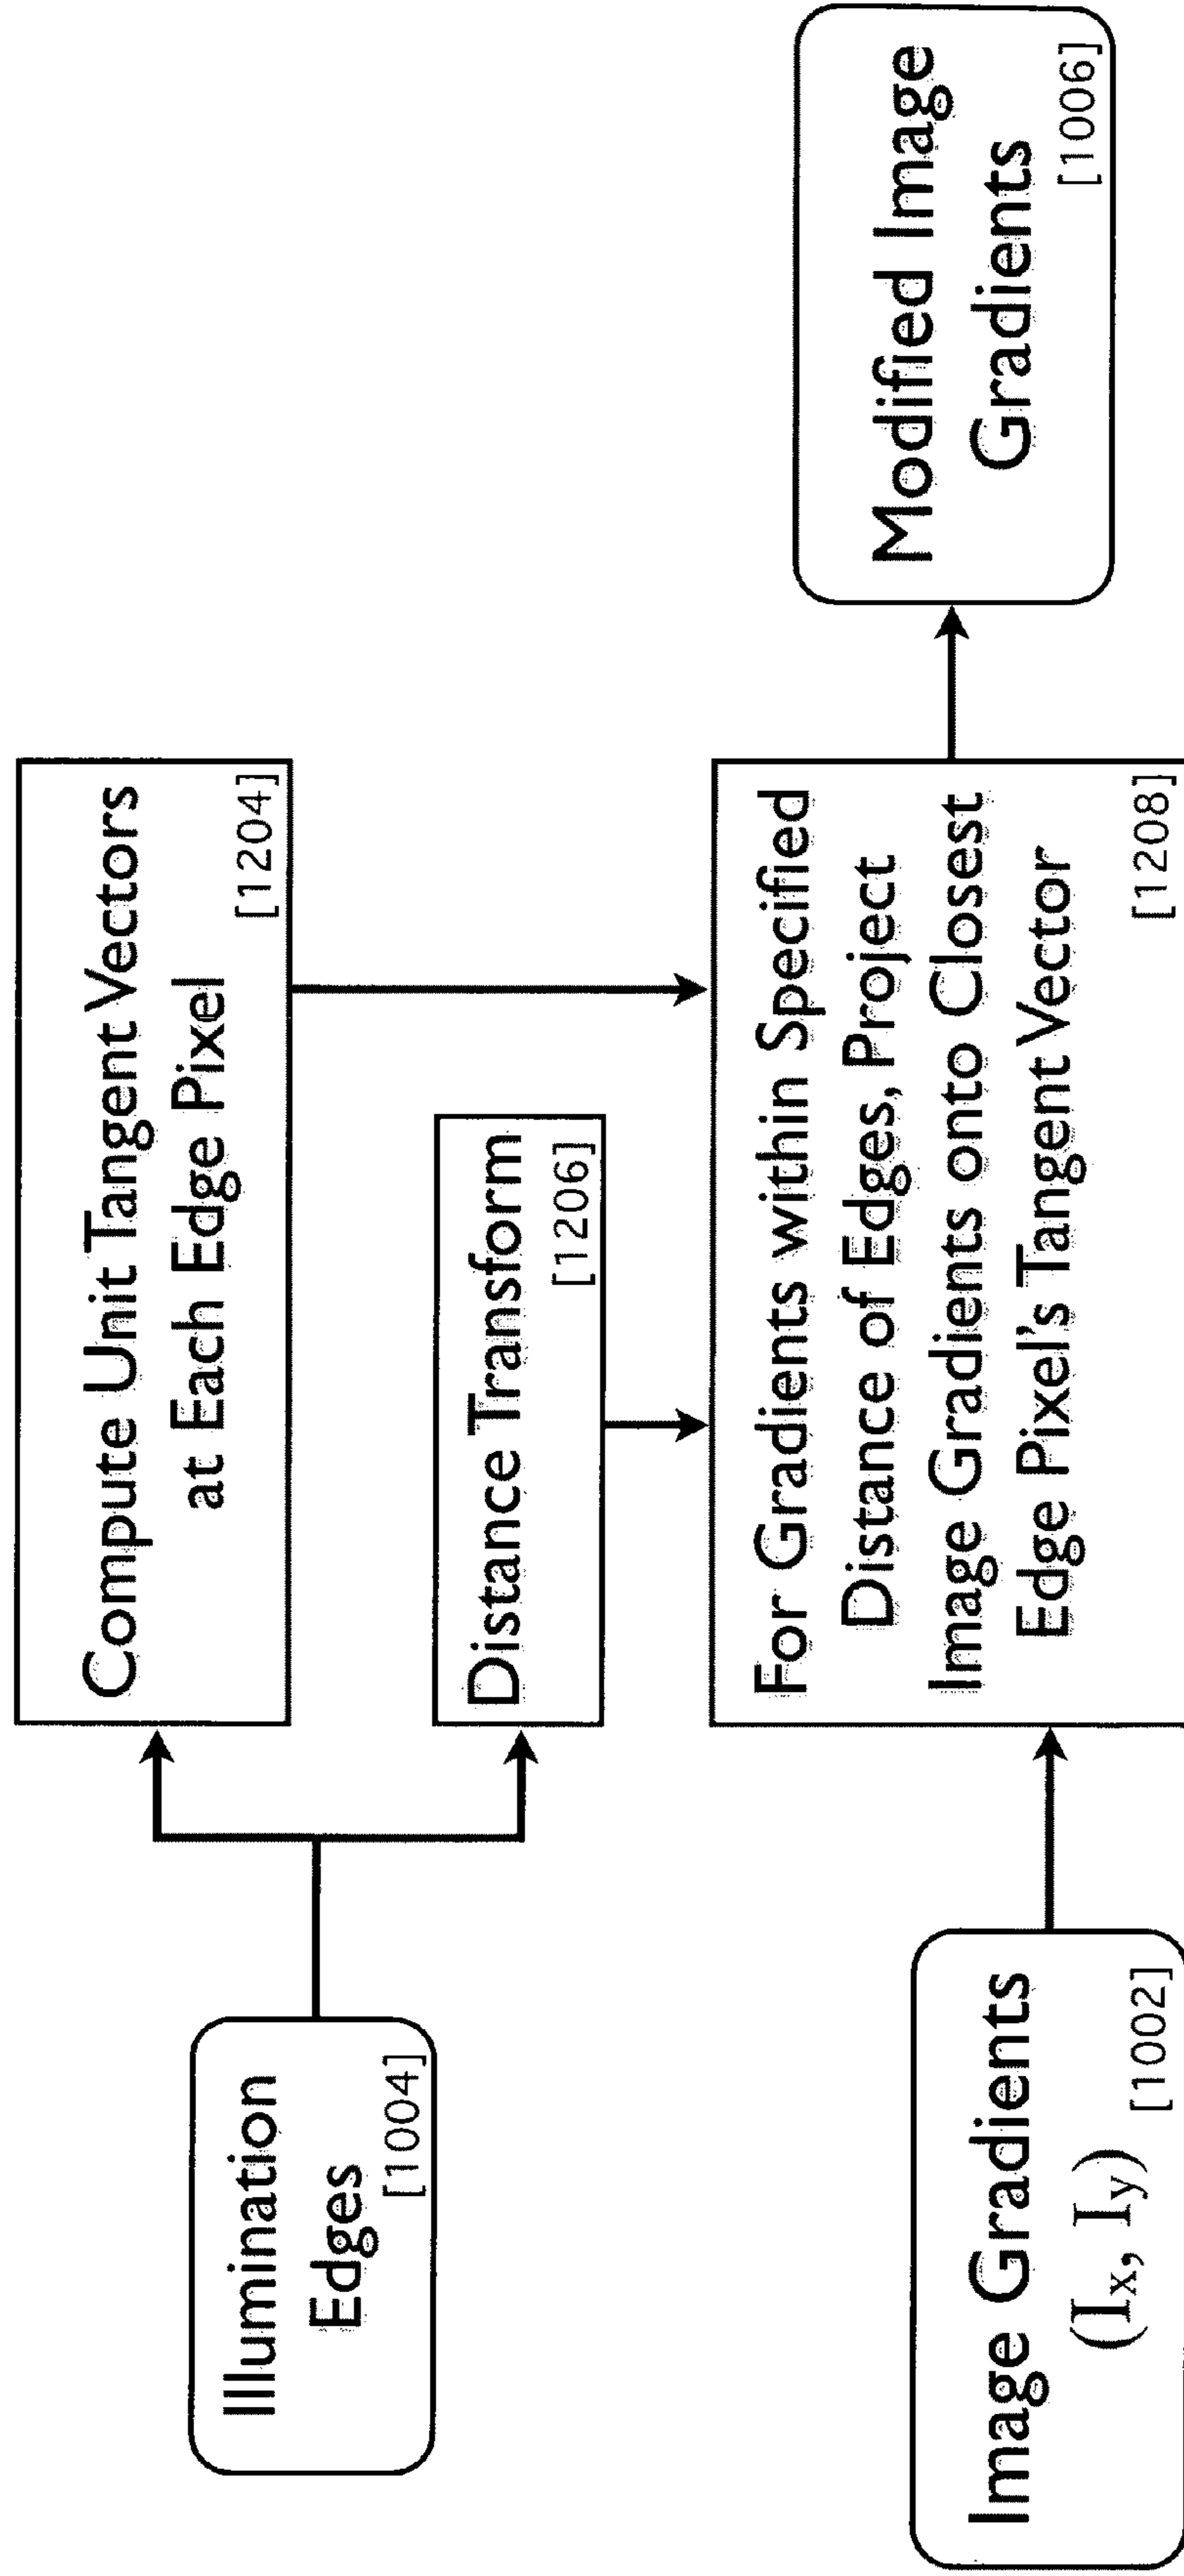 Compute Unit Tangent Vectors
at Each Edge Pixel
[1204]
Illumination
Edges
[1004]
Distance Transform
[1206]
For Gradients within Specified
Distance of Edges, Project
Image Gradients onto Closest
Edge Pixel's Tangent Vector
[1208]
Image Gradients
(Iₓ, Iᵧ)
[1002]
Modified Image
Gradients
[1006]